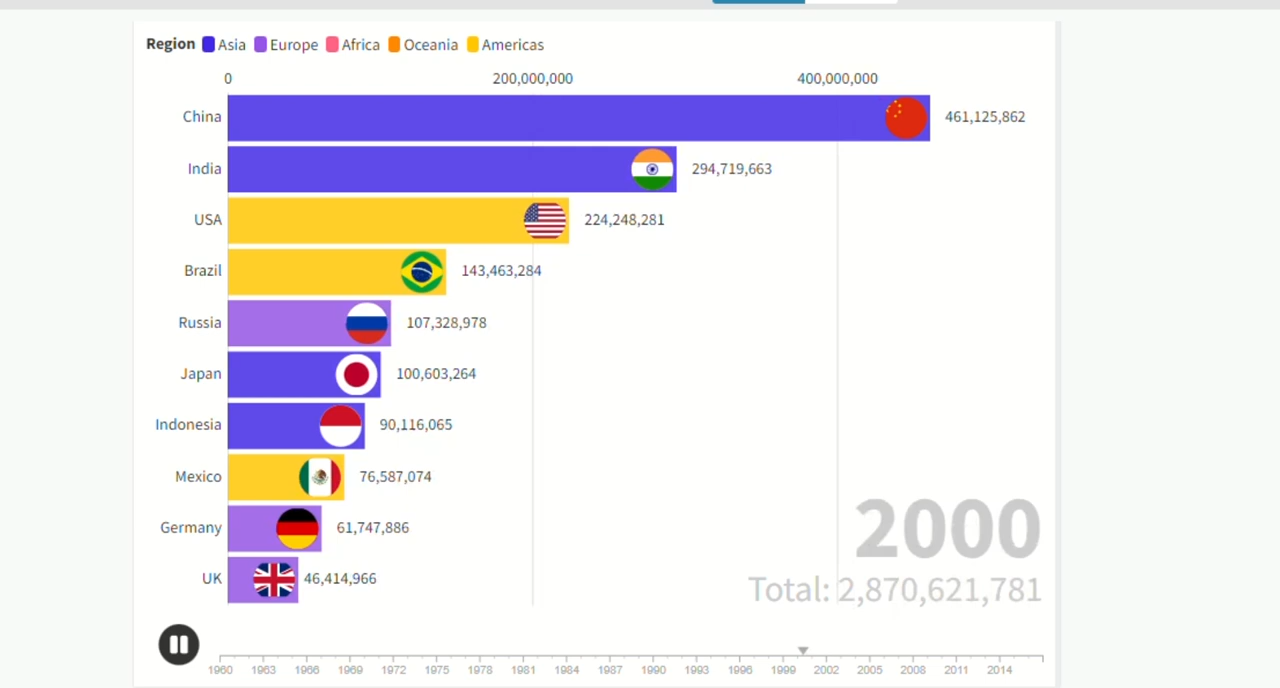 Region Asia Europe Africa Oceania Americas
0 200,000,000 400,000,000
China 461,125,862
India 294,719,663
USA 224,248,281
Brazil 143,463,284
Russia 107,328,978
Japan 100,603,264
Indonesia 90,116,065
Mexico 76,587,074
Germany 61,747,886
UK 46,414,966
2000
Total: 2,870,621,781
1960 1963 1966 1969 1972 1975 1978 1981 1984 1987 1990 1993 1996 1999 2002 2005 2008 2011 2014